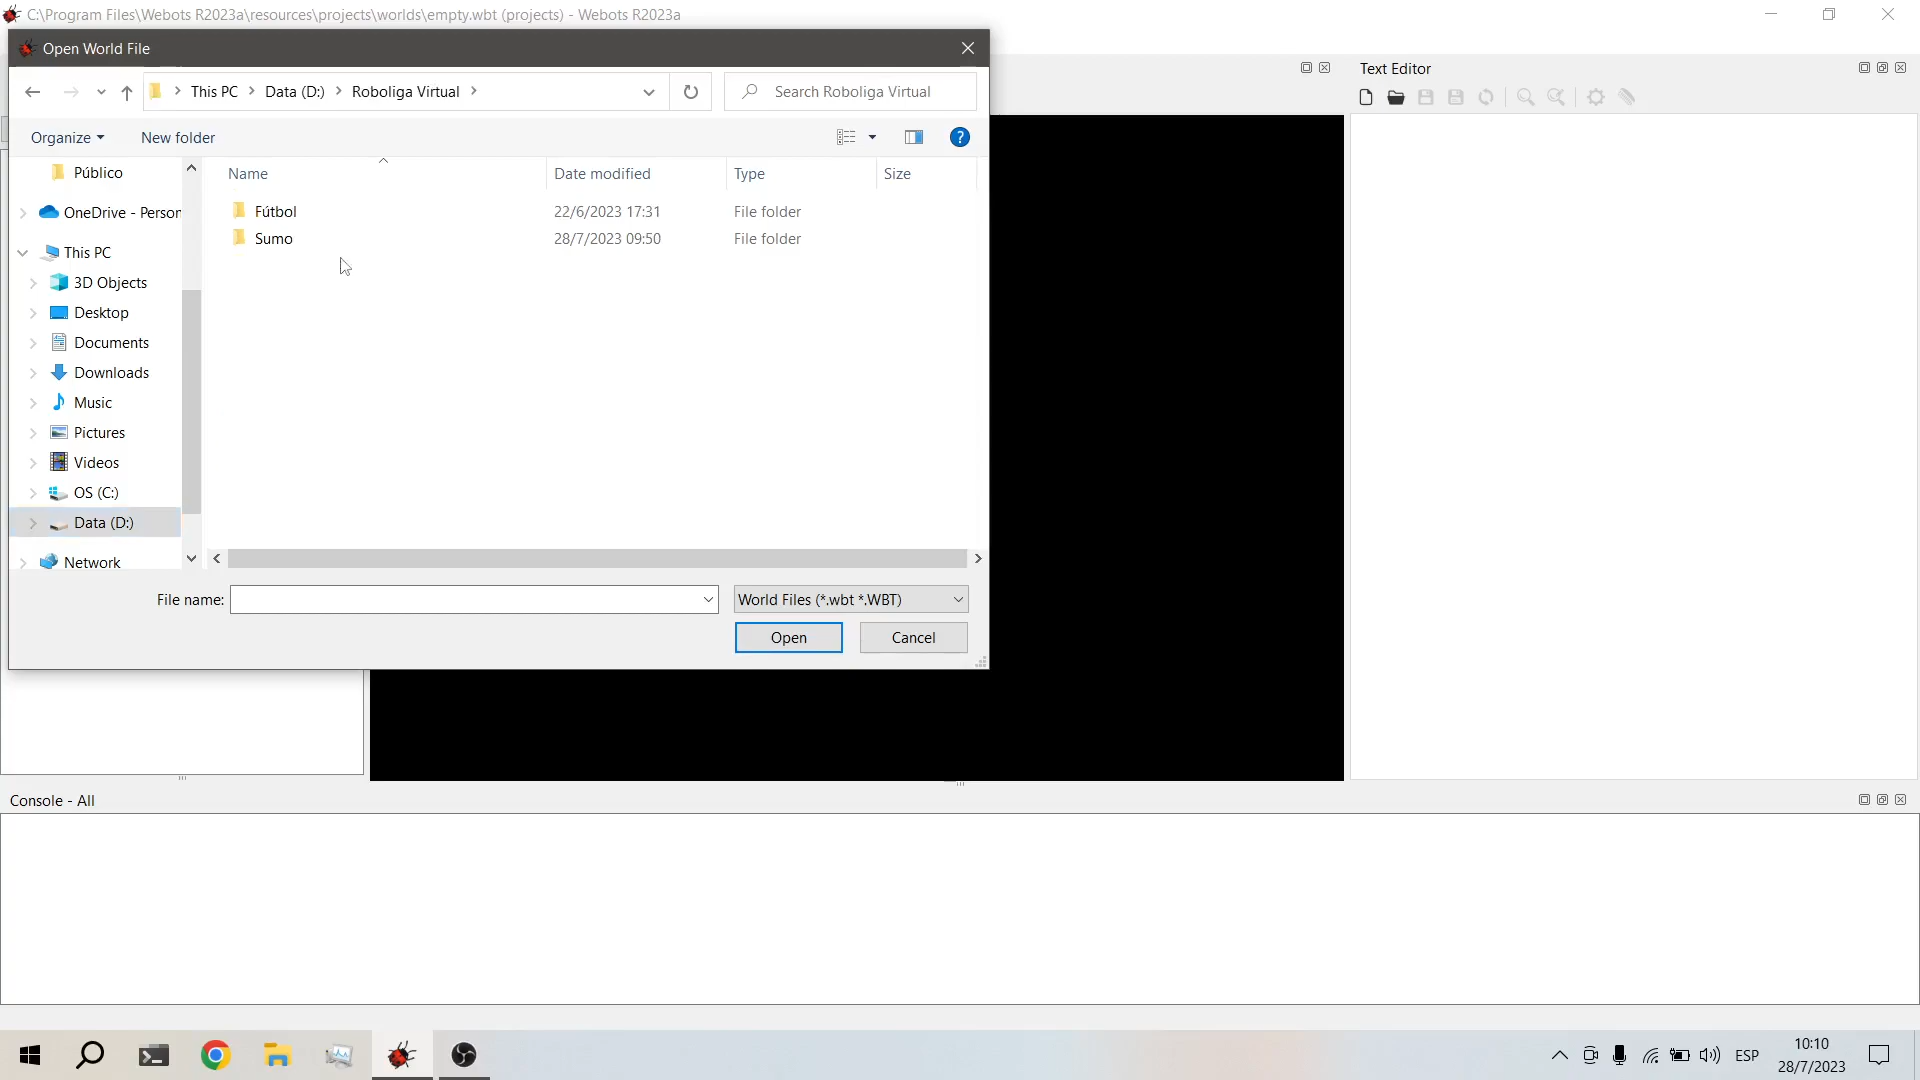 C:\Program Files\Webots R2023a\resources\projects\worlds\empty.wbt (projects) - Webots R2023a
Open World File
This PC
Data (D:)
Roboliga Virtual
Search Roboliga Virtual
Text Editor
Organize
New folder
?
Público
OneDrive - Person
This PC
3D Objects
Desktop
Documents
Downloads
Music
Pictures
Videos
OS (C:)
Data (D:)
Network
Name Date modified Type Size
Fútbol 22/6/2023 17:31 File folder
Sumo 28/7/2023 09:50 File folder
File name:
World Files (*.wbt *.WBT)
Open
Cancel
Console - All
ESP
10:10
28/7/2023